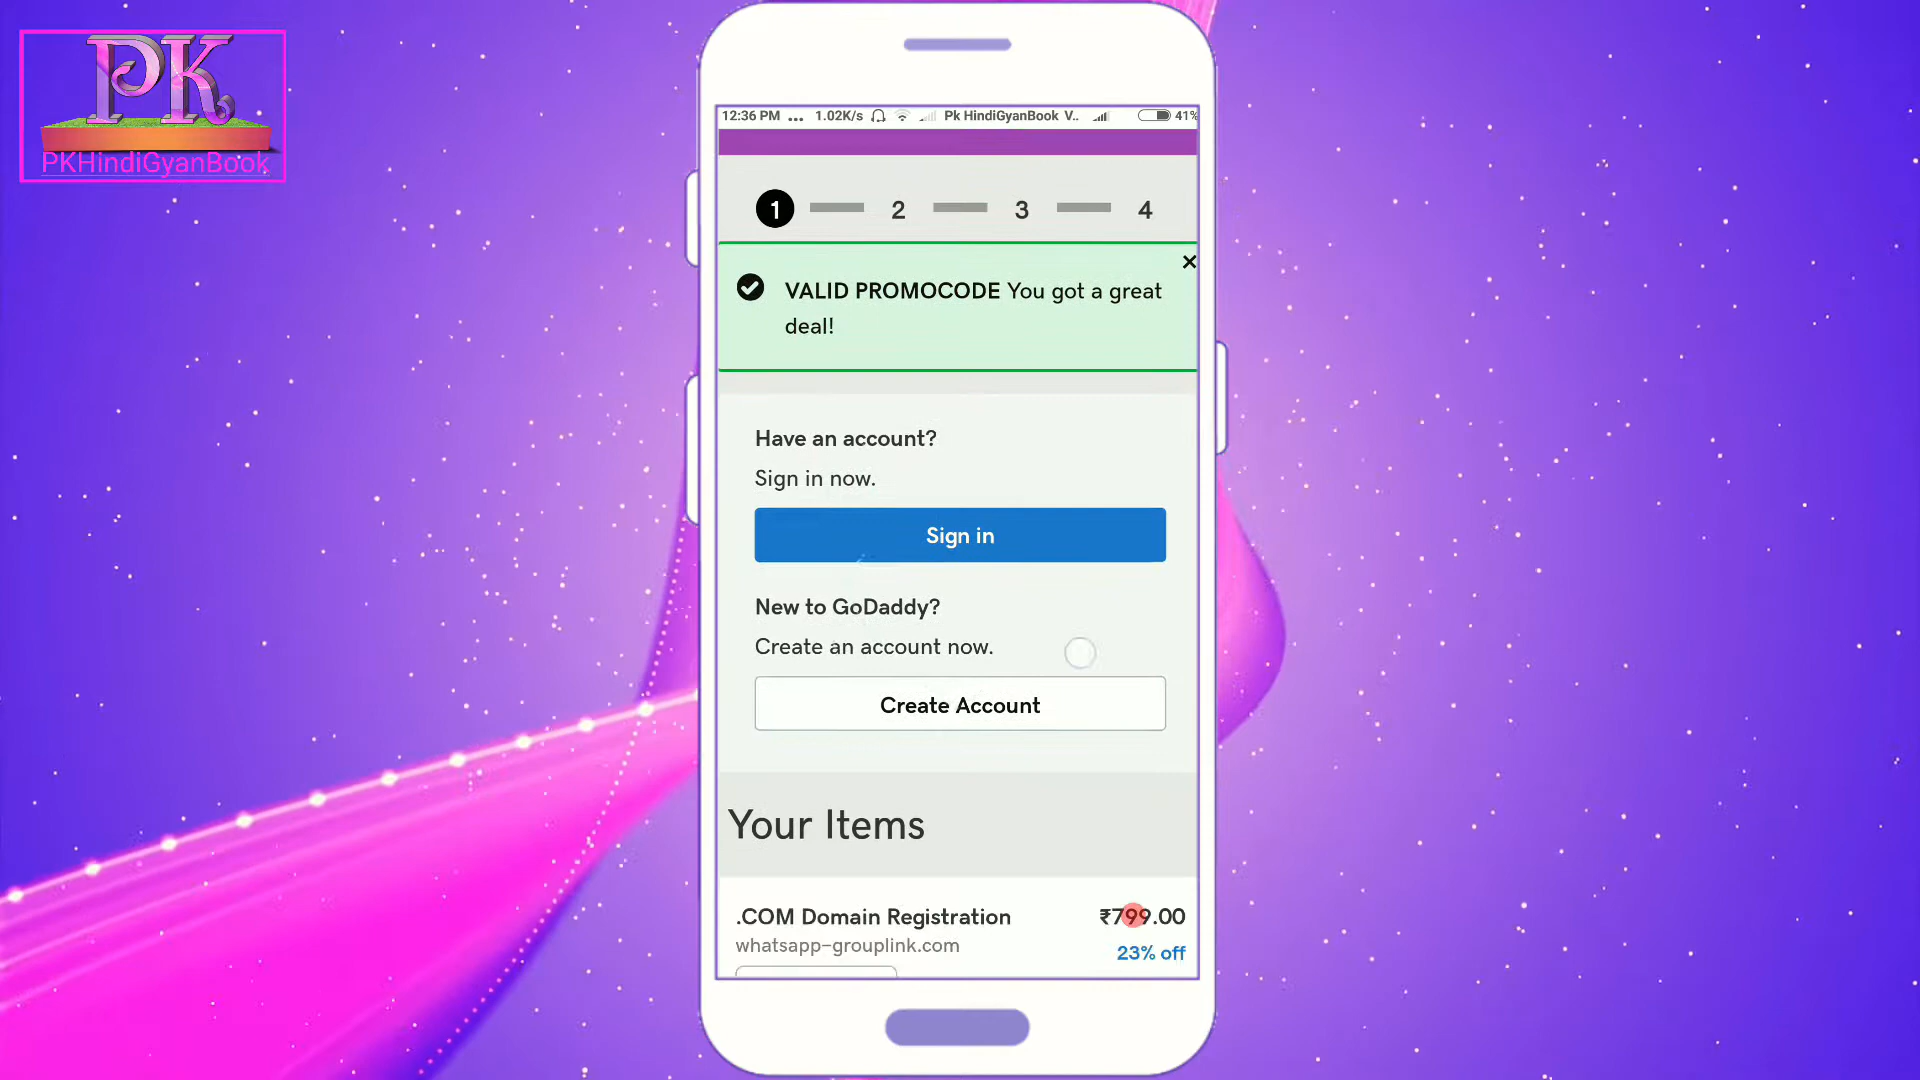 PK
PKHindiGyanBook
12:36 PM ... 1.02K/s Pk HindiGyanBook V.. 41%
1 2 3 4
VALID PROMOCODE You got a great
deal!
Have an account?
Sign in now.
Sign in
New to GoDaddy?
Create an account now.
Create Account
Your Items
.COM Domain Registration ₹799.00
whatsapp-grouplink.com
23% off